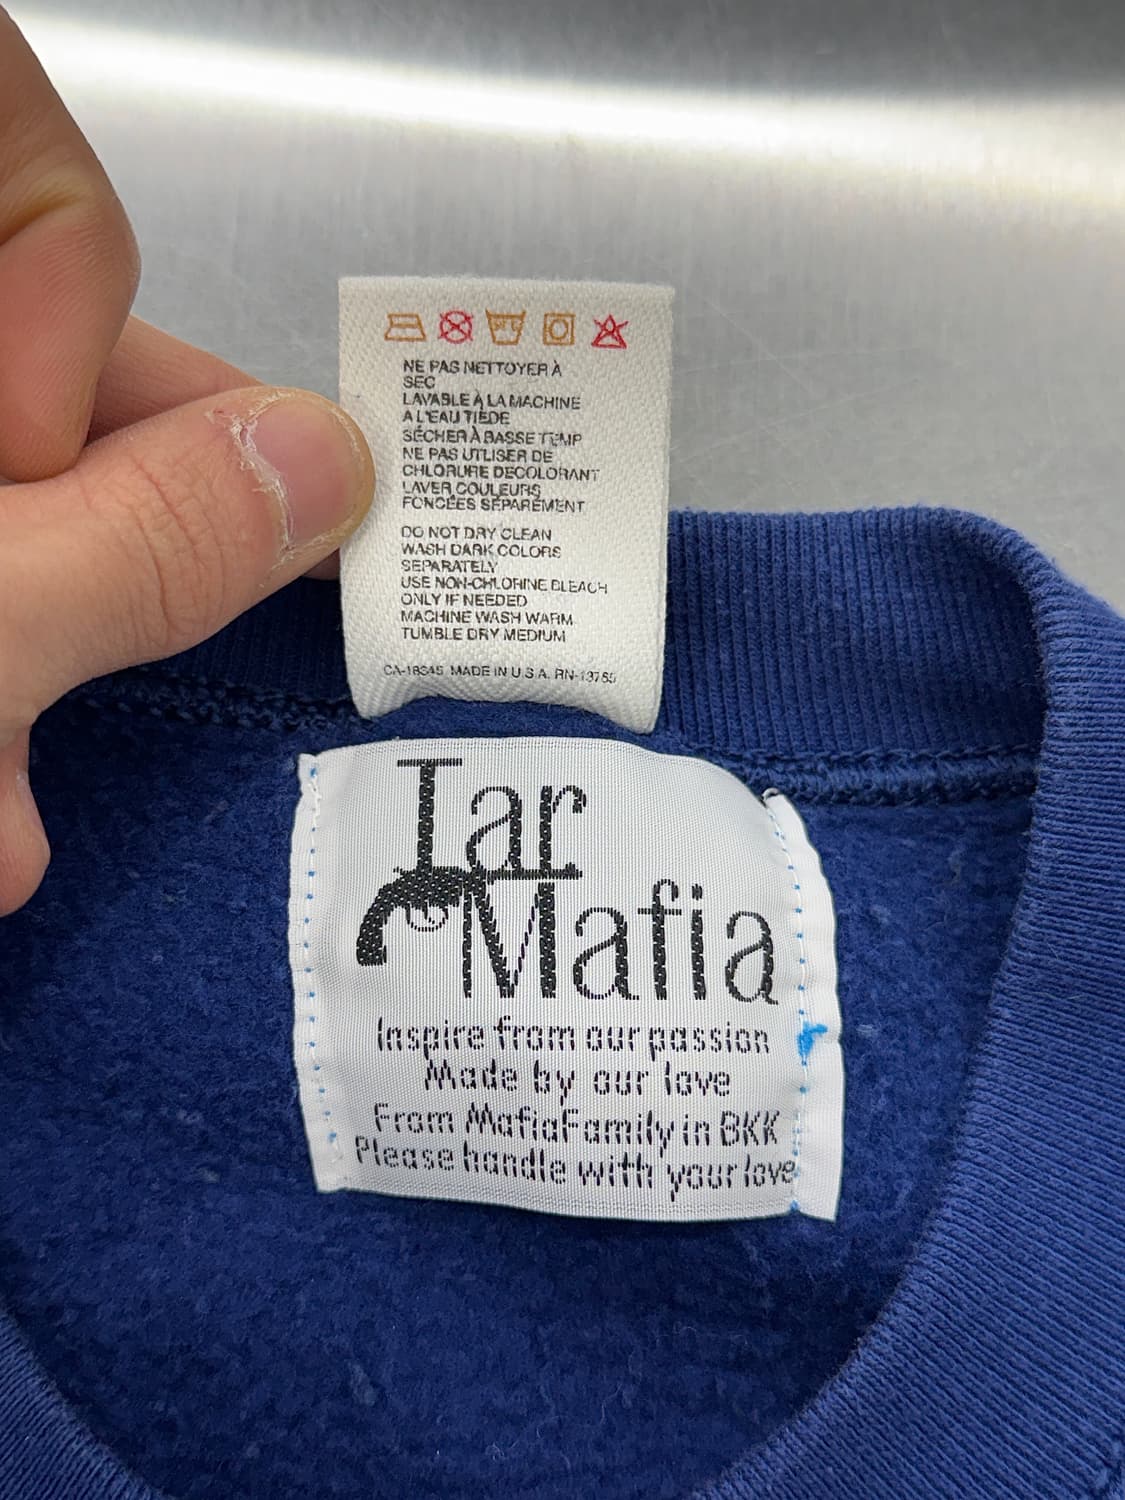 NE PAS NETTOYER À
SEC
LAVABLE À LA MACHINE
A L'EAU TIÈDE
SÉCHER À BASSE TEMP
NE PAS UTLISER DE
CHLORURE DECOLORANT
LAVER COULEURS
FONCÉES SÉPARÉMENT
DO NOT DRY CLEAN
WASH DARK COLORS
SEPARATELY
USE NON-CHLORINE BLEACH
ONLY IF NEEDED
MACHINE WASH WARM
TUMBLE DRY MEDIUM
CA-18345 MADE IN U.S.A. RN-13765
Iar
Mafia
Inspire from our passion
Made by our love
From MafiaFamily in BKK
Please handle with your love